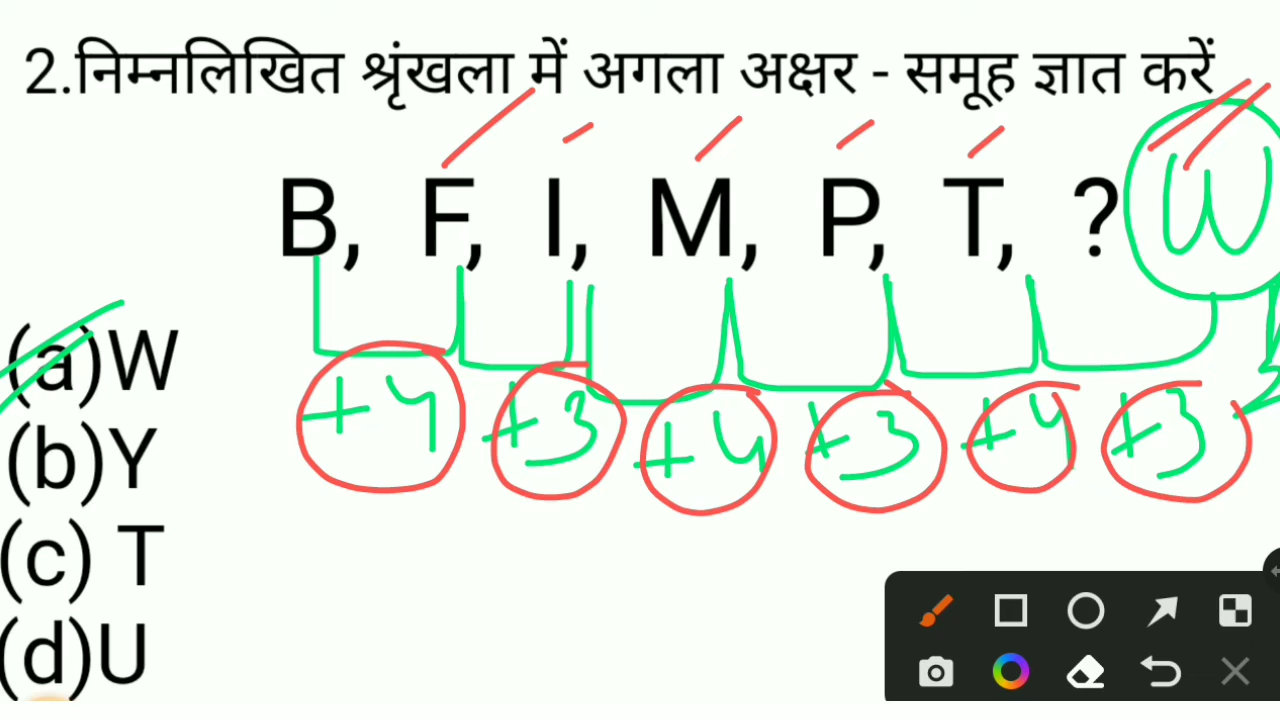 2.निम्नलिखित श्रृंखला में अगला अक्षर - समूह ज्ञात करें
B, F, I, M, P, T, ? W
+4 +3 +4 +3 +4 +3
(a)W
(b)Y
(c) T
(d)U